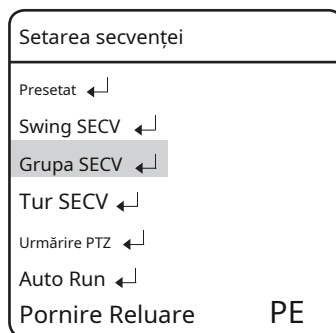 Setarea secvenței
Presetat ↲
Swing SECV ↲
Grupa SECV ↲
Tur SECV ↲
Urmărire PTZ ↲
Auto Run ↲
Pornire Reluare PE